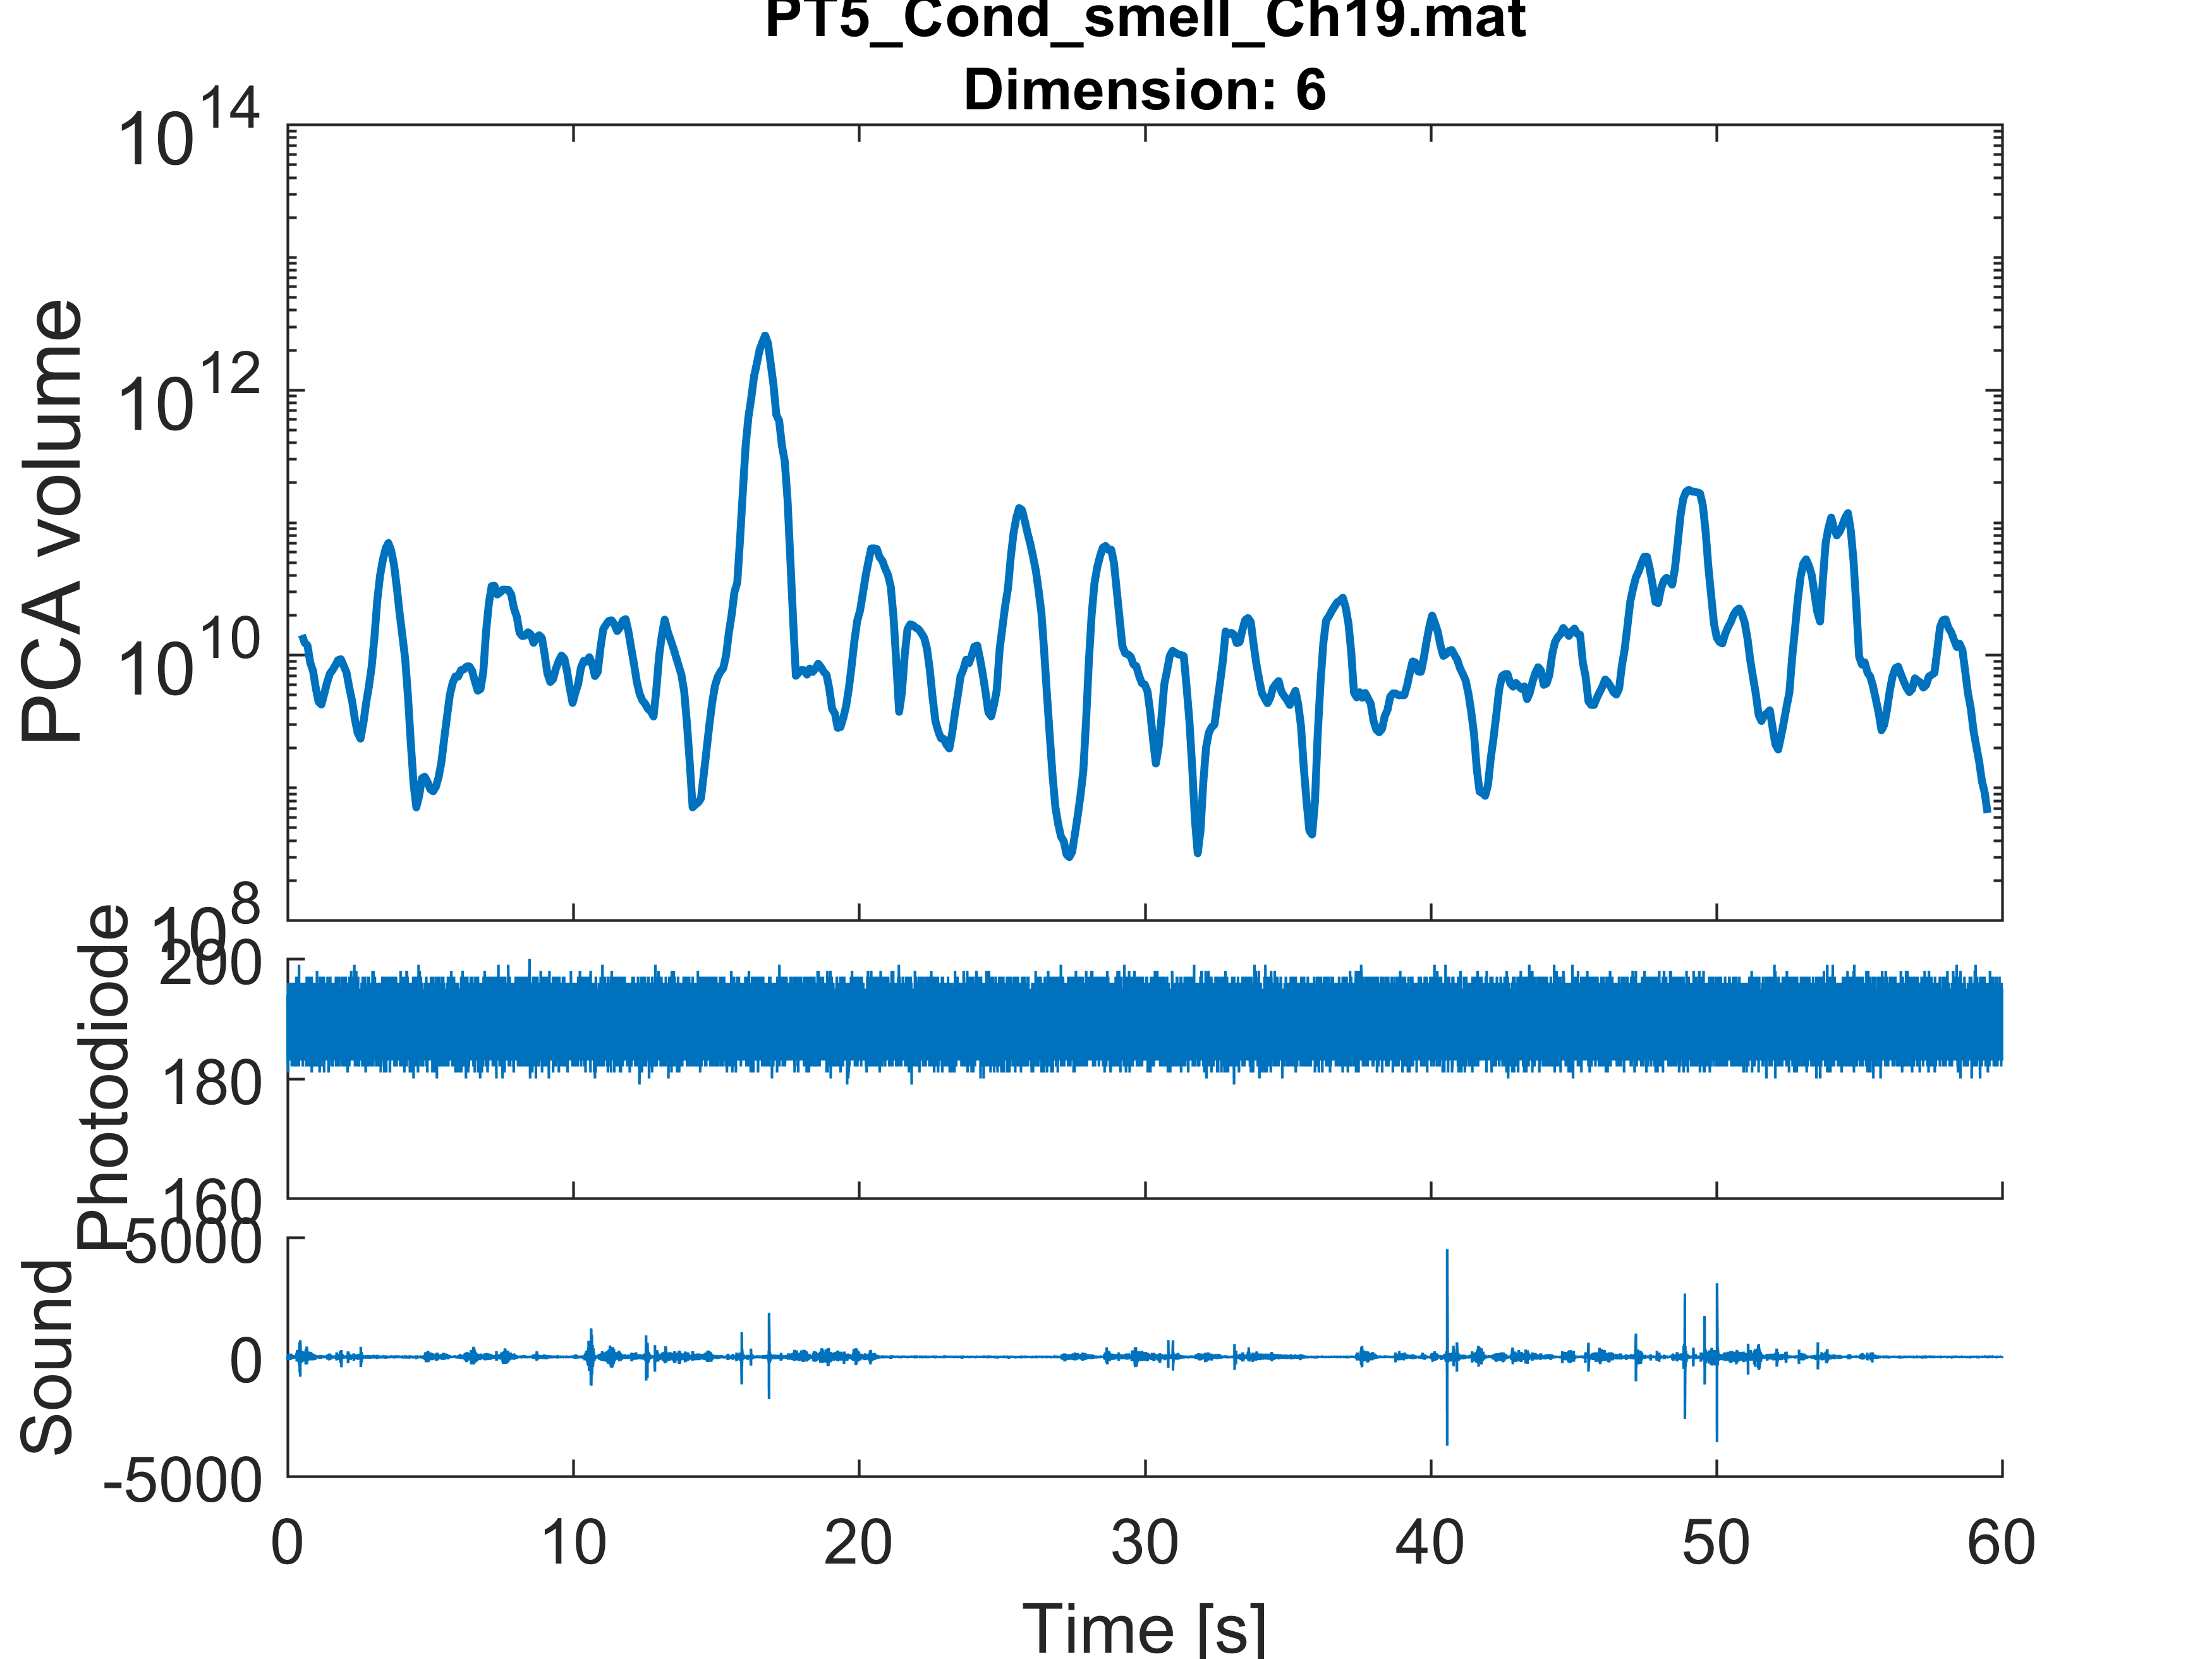 PT5_Cond_smell_Ch19.mat
Dimension: 6
PCA volume
10^14
10^12
10^10
10^8
Photodiode
200
180
160
Sound
5000
0
-5000
0 10 20 30 40 50 60
Time [s]